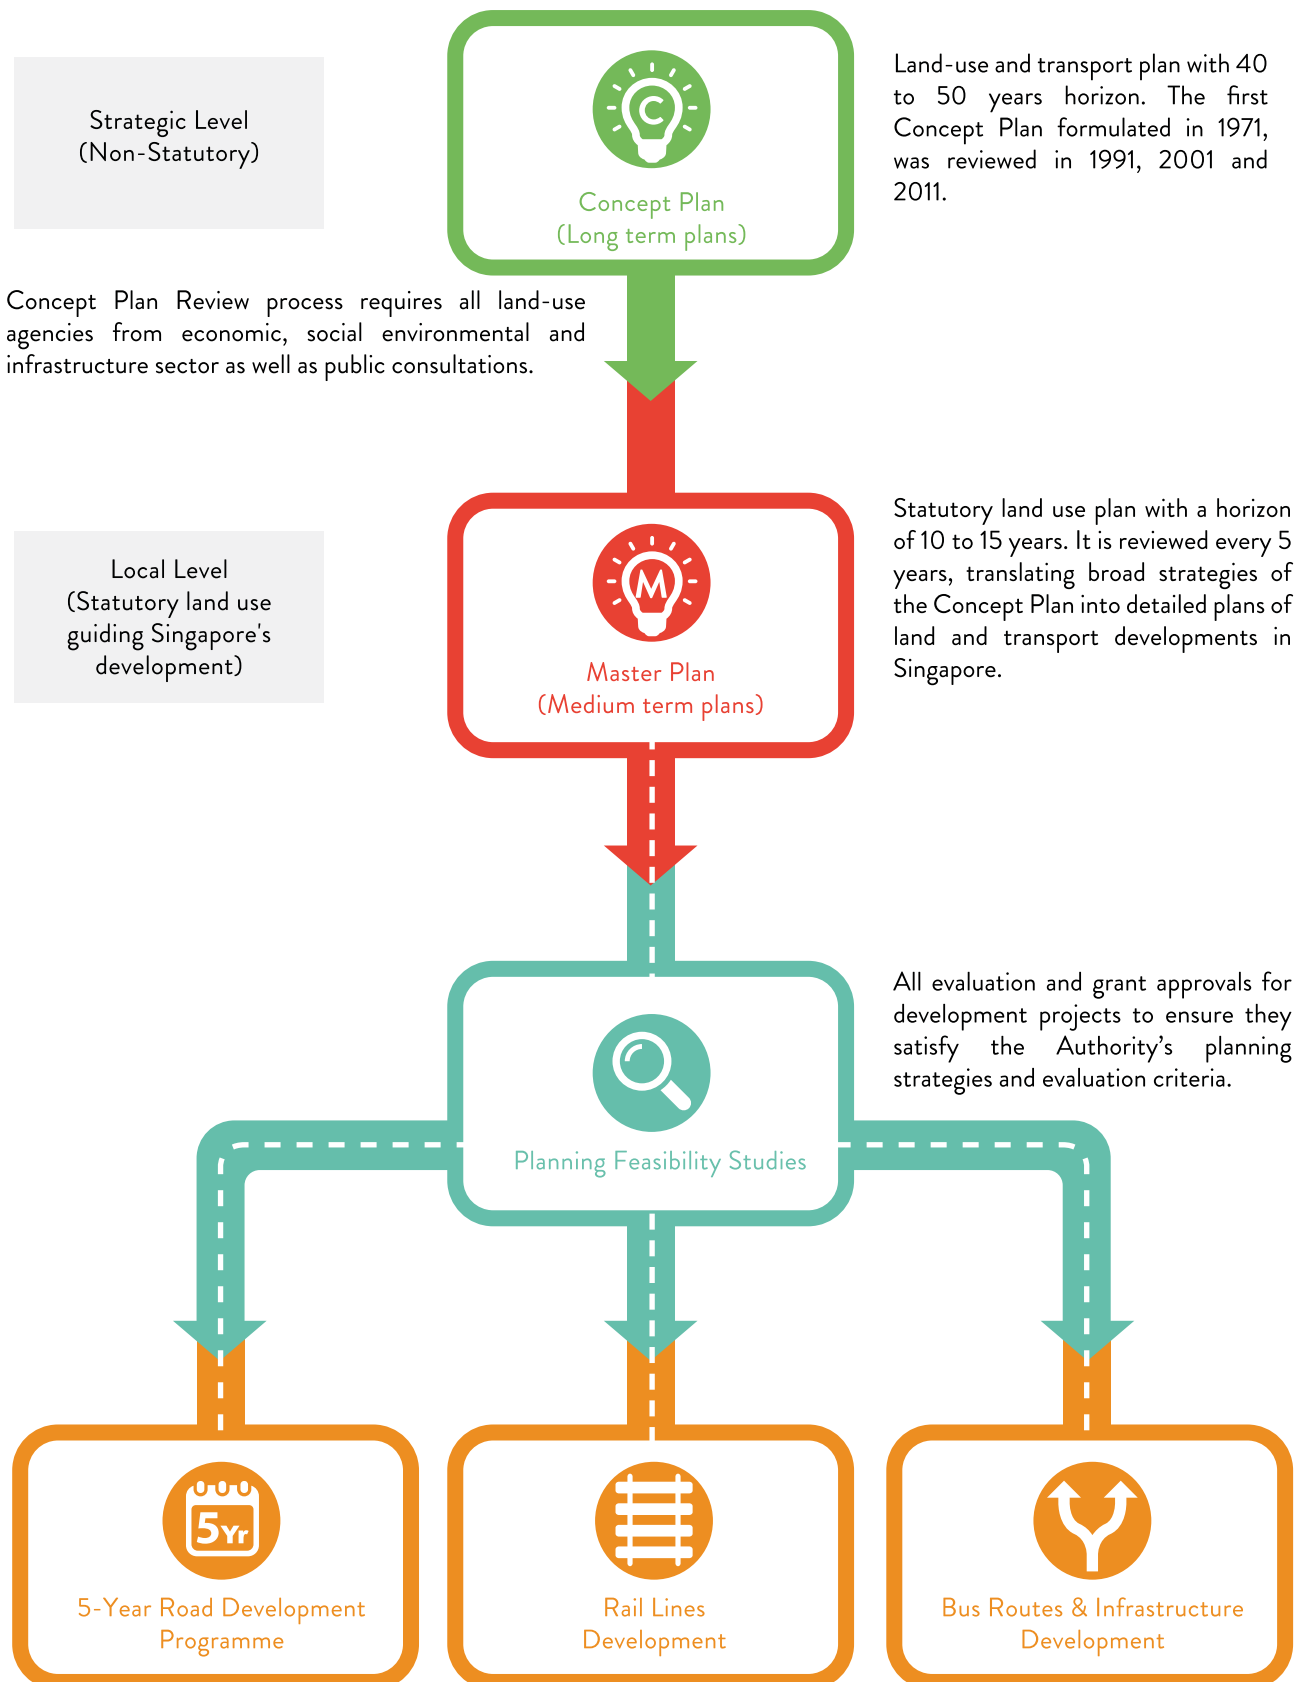 Strategic Level
(Non-Statutory)
C
Concept Plan
(Long term plans)
Land-use and transport plan with 40
to 50 years horizon. The first
Concept Plan formulated in 1971,
was reviewed in 1991, 2001 and
2011.
Concept Plan Review process requires all land-use
agencies from economic, social environmental and
infrastructure sector as well as public consultations.
Local Level
(Statutory land use
guiding Singapore's
development)
M
Master Plan
(Medium term plans)
Statutory land use plan with a horizon
of 10 to 15 years. It is reviewed every 5
years, translating broad strategies of
the Concept Plan into detailed plans of
land and transport developments in
Singapore.
Planning Feasibility Studies
All evaluation and grant approvals for
development projects to ensure they
satisfy the Authority’s planning
strategies and evaluation criteria.
5Yr
5-Year Road Development
Programme
Rail Lines
Development
Bus Routes & Infrastructure
Development